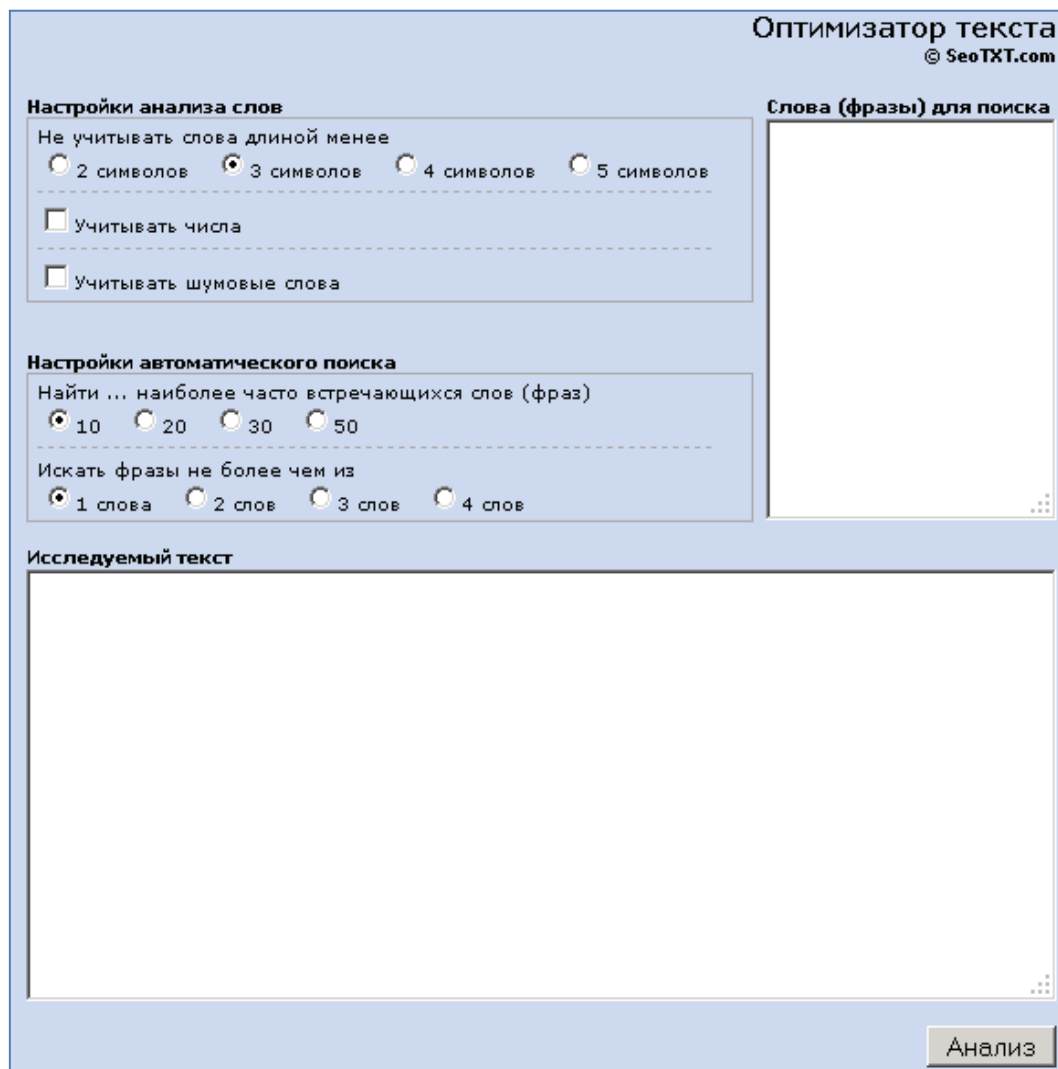 Оптимизатор текста
© SeoTXT.com
Настройки анализа слов
Не учитывать слова длиной менее
2 символов 3 символов 4 символов 5 символов
Учитывать числа
Учитывать шумовые слова
Слова (фразы) для поиска
Настройки автоматического поиска
Найти ... наиболее часто встречающихся слов (фраз)
10 20 30 50
Искать фразы не более чем из
1 слова 2 слов 3 слов 4 слов
Исследуемый текст
Анализ